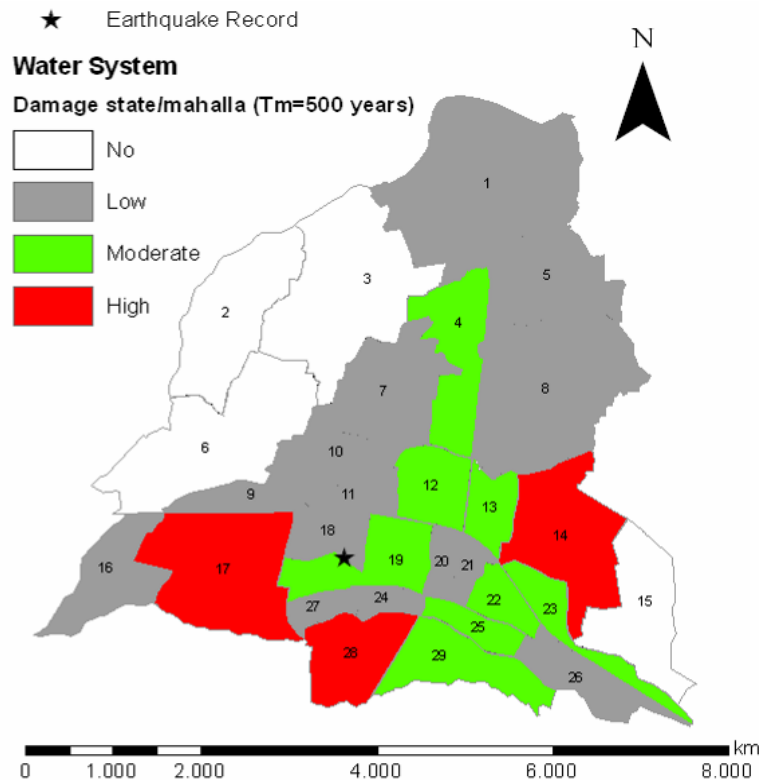 Earthquake Record
Water System
Damage state/mahalla (Tm=500 years)
No
Low
Moderate
High
N
1
2
3
4
5
6
7
8
9
10
11
12
13
14
15
16
17
18
19
20
21
22
23
24
25
26
27
28
29
km
0 1.000 2.000 4.000 6.000 8.000